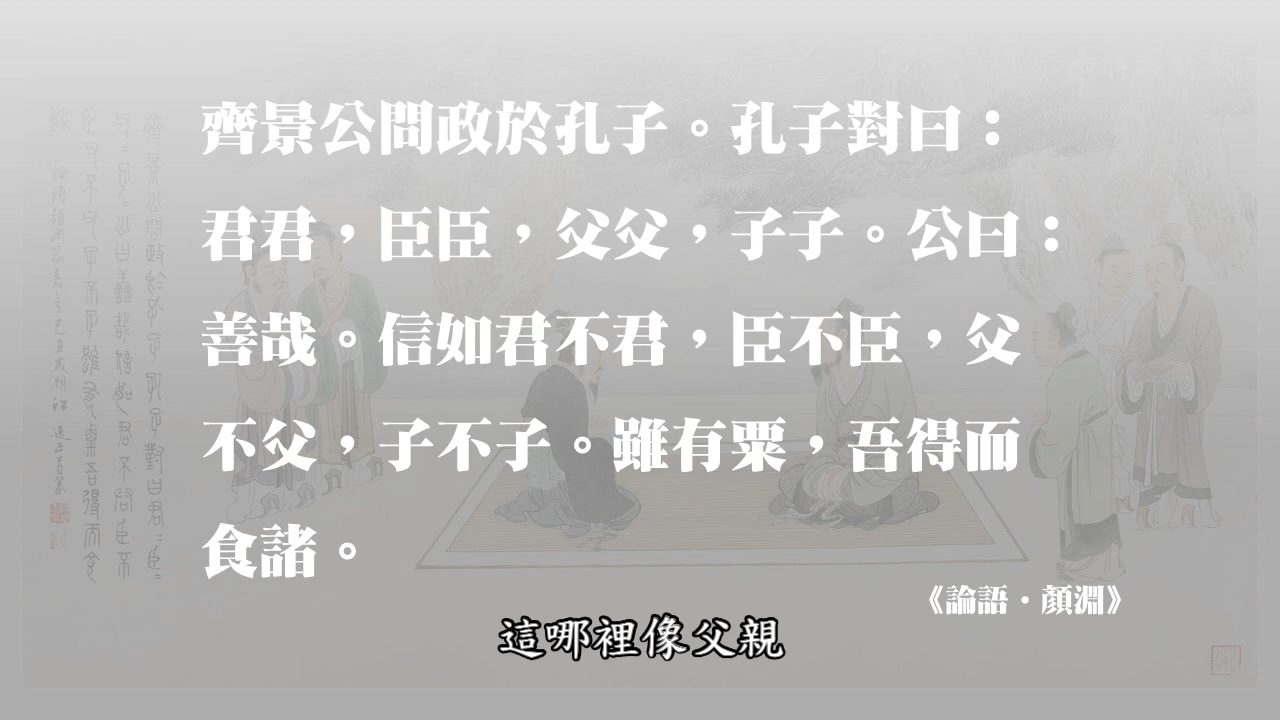 齊景公問政於孔子。孔子對曰：
君君，臣臣，父父，子子。公曰：
善哉。信如君不君，臣不臣，父
不父，子不子。雖有粟，吾得而
食諸。
《論語・顏淵》
這哪裡像父親